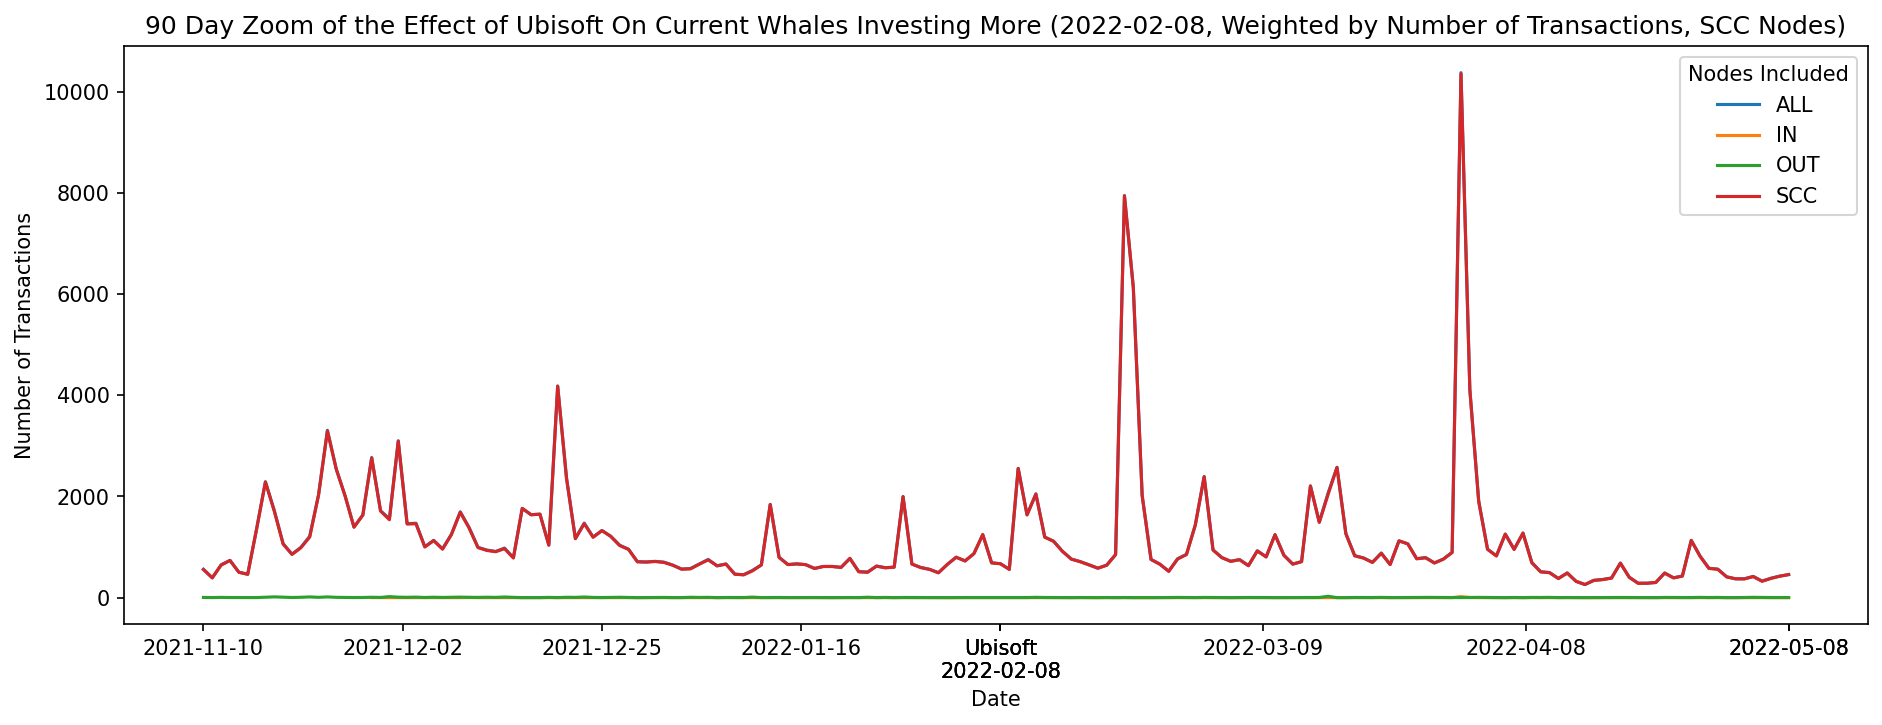 90 Day Zoom of the Effect of Ubisoft On Current Whales Investing More (2022-02-08, Weighted by Number of Transactions, SCC Nodes)
Nodes Included
ALL
IN
OUT
SCC
Number of Transactions
10000
8000
6000
4000
2000
0
2021-11-10
2021-12-02
2021-12-25
2022-01-16
Ubisoft
2022-02-08
2022-03-09
2022-04-08
2022-05-08
Date